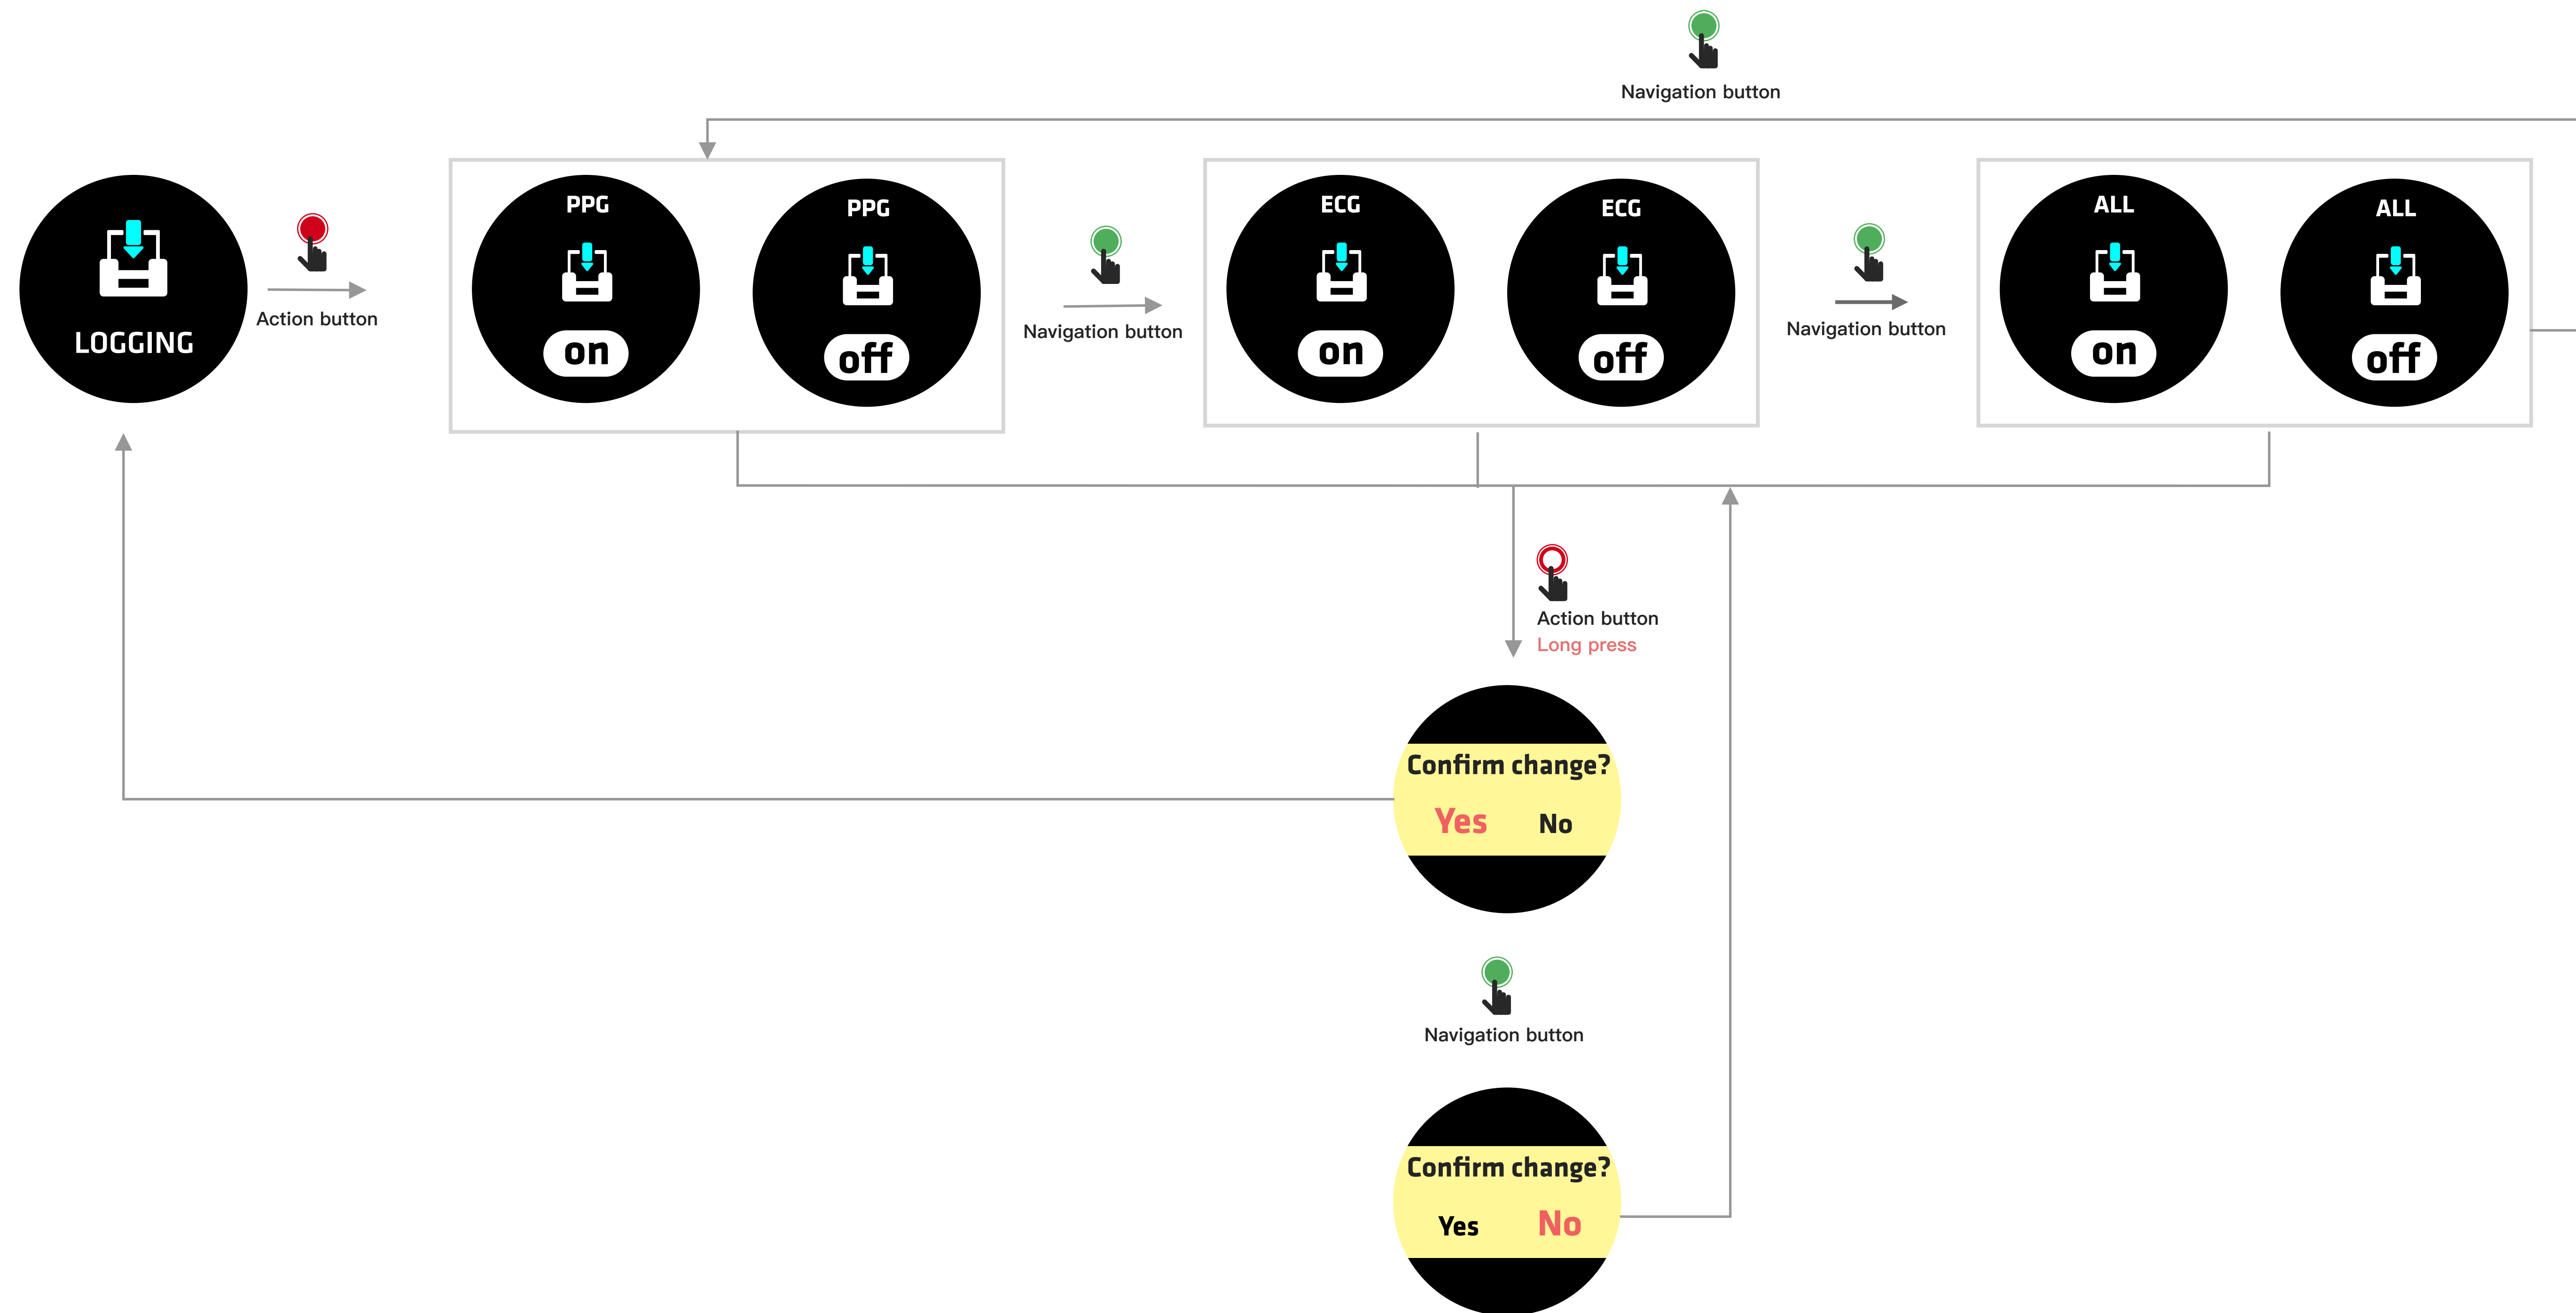 Navigation button
PPG
PPG
ECG
ECG
ALL
ALL
LOGGING
Action button
Navigation button
Navigation button
on
off
on
off
on
off
Action button
Long press
Confirm change?
Yes No
Navigation button
Confirm change?
Yes No